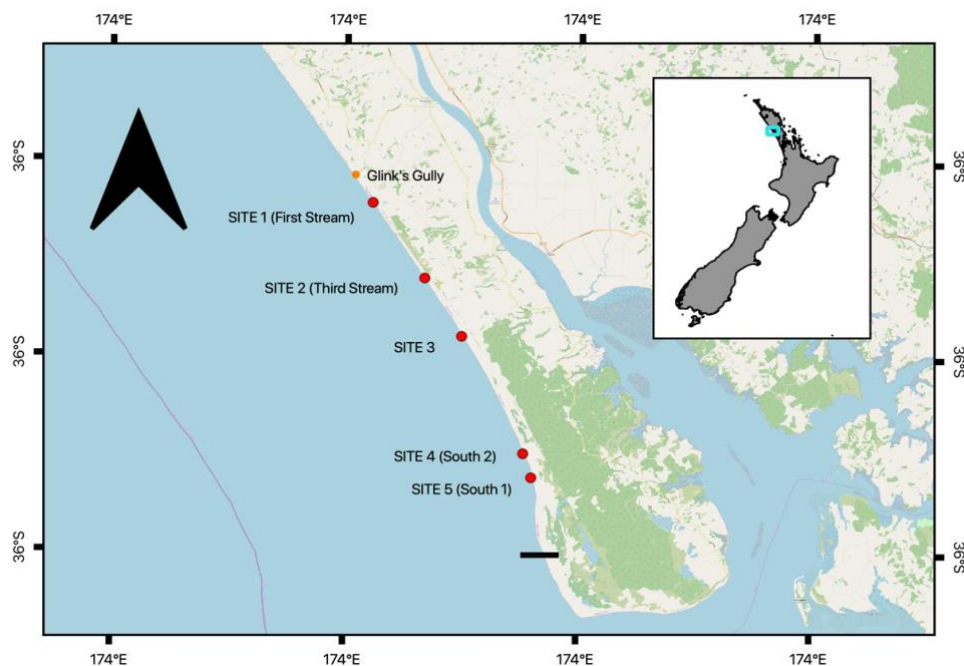 174°E 174°E 174°E 174°E
36°S
36°S
Glink's Gully
SITE 1 (First Stream)
SITE 2 (Third Stream)
SITE 3
36°S
36°S
SITE 4 (South 2)
SITE 5 (South 1)
36°S
36°S
174°E 174°E 174°E 174°E